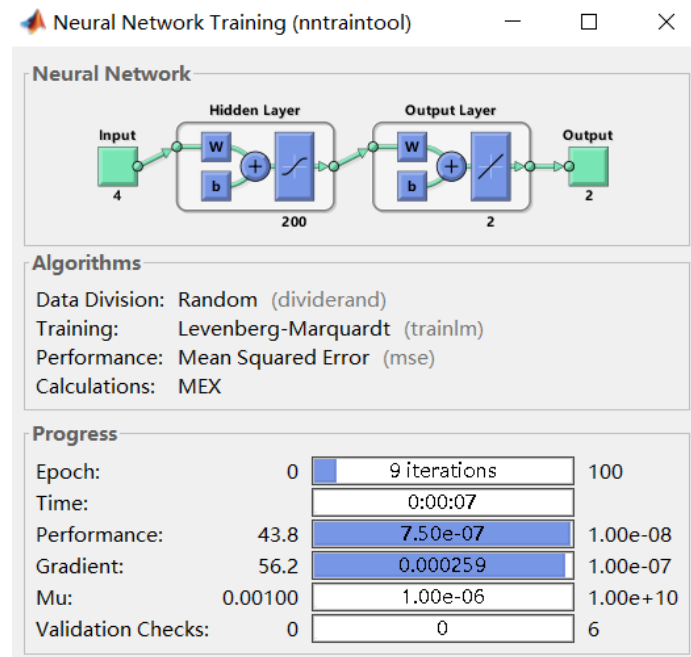 Neural Network Training (nntraintool)
Neural Network
Hidden Layer Output Layer
Input Output
W W
b b
4 200 2 2
Algorithms
Data Division: Random (dividerand)
Training: Levenberg-Marquardt (trainlm)
Performance: Mean Squared Error (mse)
Calculations: MEX
Progress
Epoch: 0 9 iterations 100
Time: 0:00:07
Performance: 43.8 7.50e-07 1.00e-08
Gradient: 56.2 0.000259 1.00e-07
Mu: 0.00100 1.00e-06 1.00e+10
Validation Checks: 0 0 6